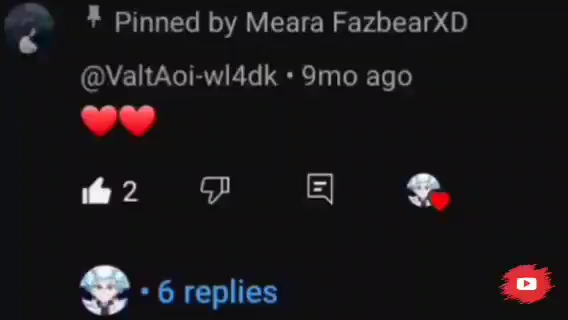 Pinned by Meara FazbearXD
@ValtAoi-wl4dk • 9mo ago
❤️❤️
2
• 6 replies